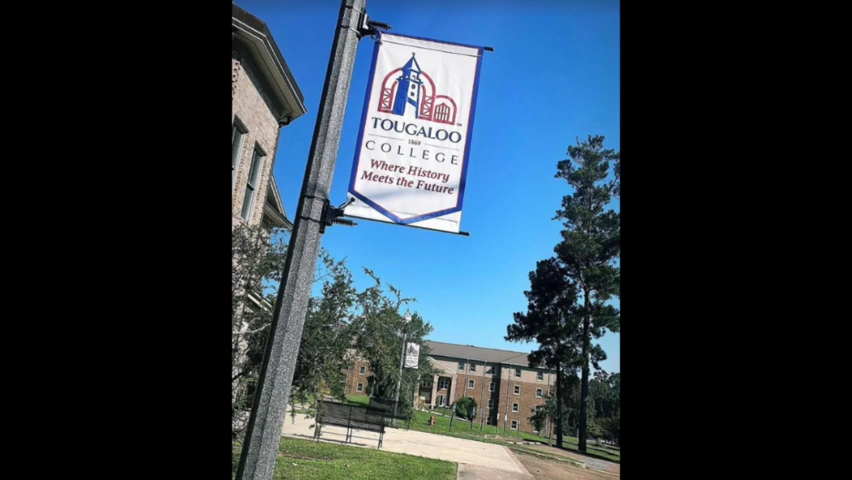 TOUGALOO
1869
COLLEGE
Where History
Meets the Future